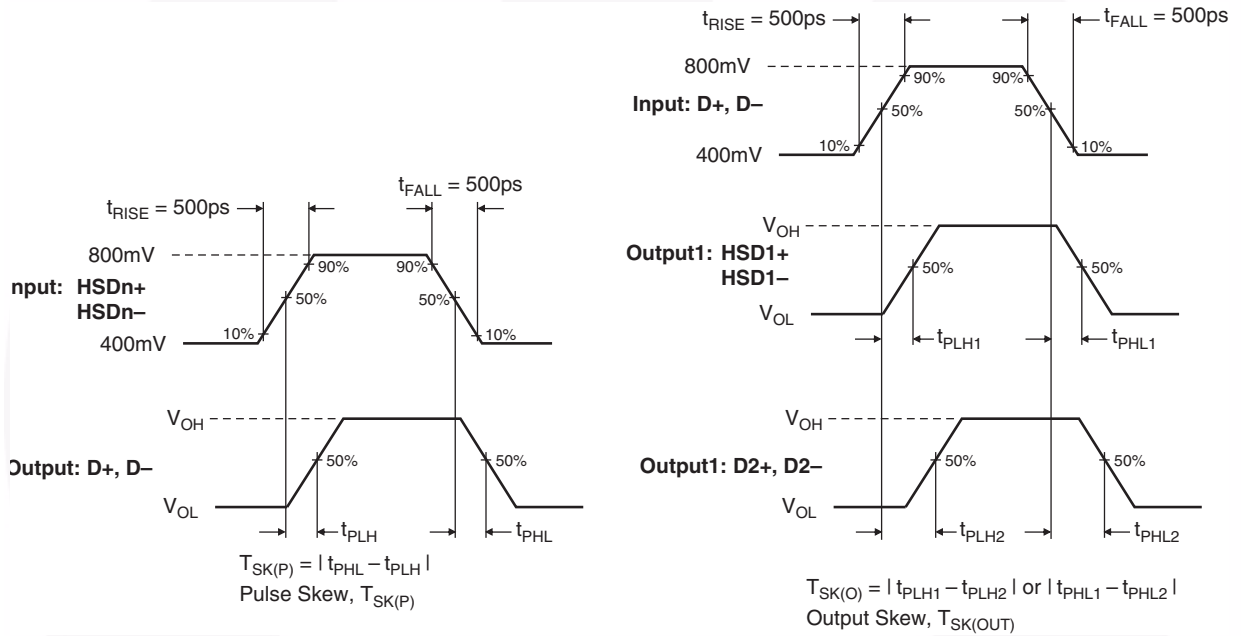 tRISE = 500ps
tFALL = 500ps
800mV
90%
90%
nput: HSDn+
HSDn–
50%
50%
10%
10%
400mV
VOH
Output: D+, D–
50%
50%
VOL
tPLH
tPHL
TSK(P) = | tPHL – tPLH |
Pulse Skew, TSK(P)
tRISE = 500ps
tFALL = 500ps
800mV
90%
90%
Input: D+, D–
50%
50%
10%
10%
400mV
VOH
Output1: HSD1+
HSD1–
50%
50%
VOL
tPLH1
tPHL1
VOH
Output1: D2+, D2–
50%
50%
VOL
tPLH2
tPHL2
TSK(O) = | tPLH1 – tPLH2 | or | tPHL1 – tPHL2 |
Output Skew, TSK(OUT)